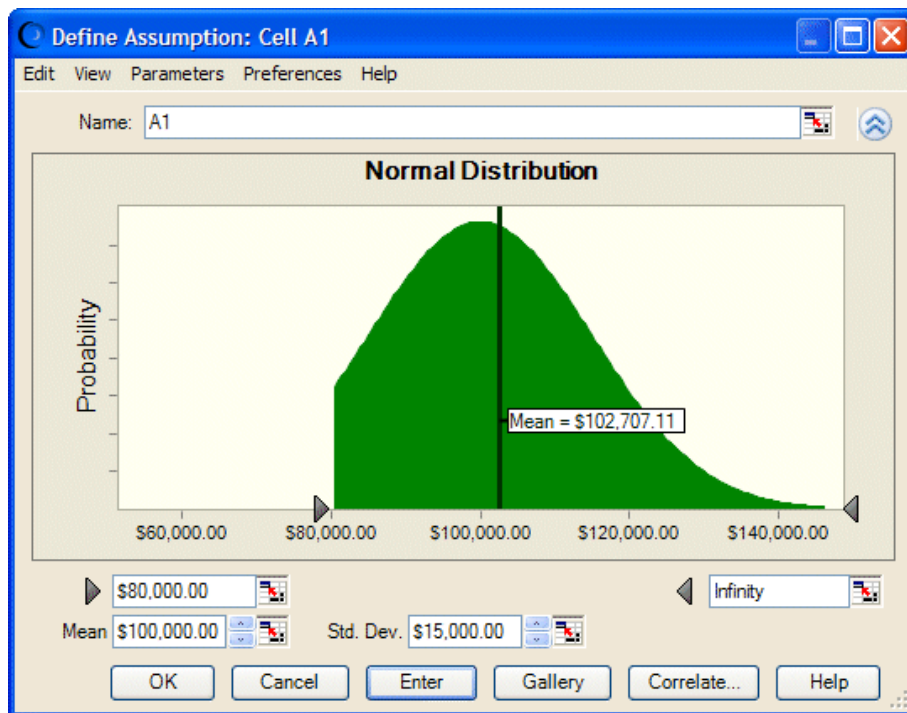 Define Assumption: Cell A1
Edit View Parameters Preferences Help
Name: A1
Normal Distribution
Probability
Mean = $102,707.11
$60,000.00 $80,000.00 $100,000.00 $120,000.00 $140,000.00
$80,000.00 Infinity
Mean $100,000.00 Std. Dev. $15,000.00
OK Cancel Enter Gallery Correlate... Help